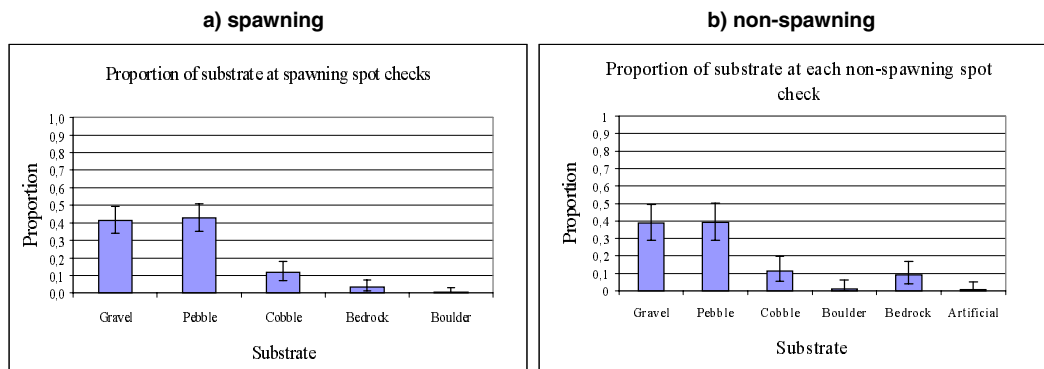 a) spawning
Proportion of substrate at spawning spot checks
Proportion
1,0
0,9
0,8
0,7
0,6
0,5
0,4
0,3
0,2
0,1
0,0
Gravel Pebble Cobble Bedrock Boulder
Substrate
b) non-spawning
Proportion of substrate at each non-spawning spot
check
Proportion
1
0,9
0,8
0,7
0,6
0,5
0,4
0,3
0,2
0,1
0
Gravel Pebble Cobble Boulder Bedrock Artificial
Substrate